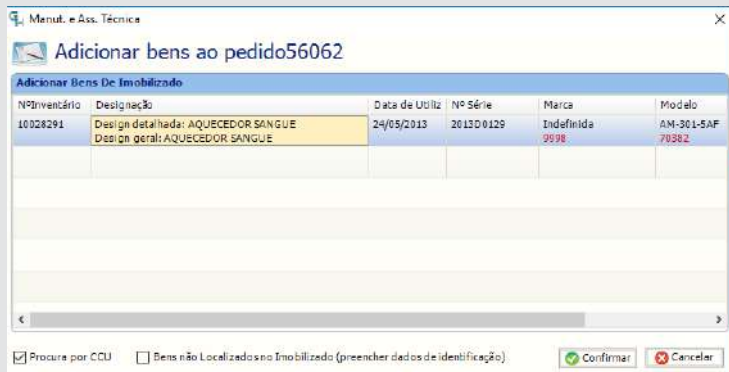 Manut. e Ass. Técnica
Adicionar bens ao pedido56062
Adicionar Bens De Imobilizado
NºInventário Designação Data de Utiliz Nº Série Marca Modelo
10028291 Design detalhada: AQUECEDOR SANGUE 24/05/2013 2013D0129 Indefinida AM-301-5AF
Design geral: AQUECEDOR SANGUE 9998 70382
Procura por CCU Bens não Localizados no Imobilizado (preencher dados de identificação) Confirmar Cancelar